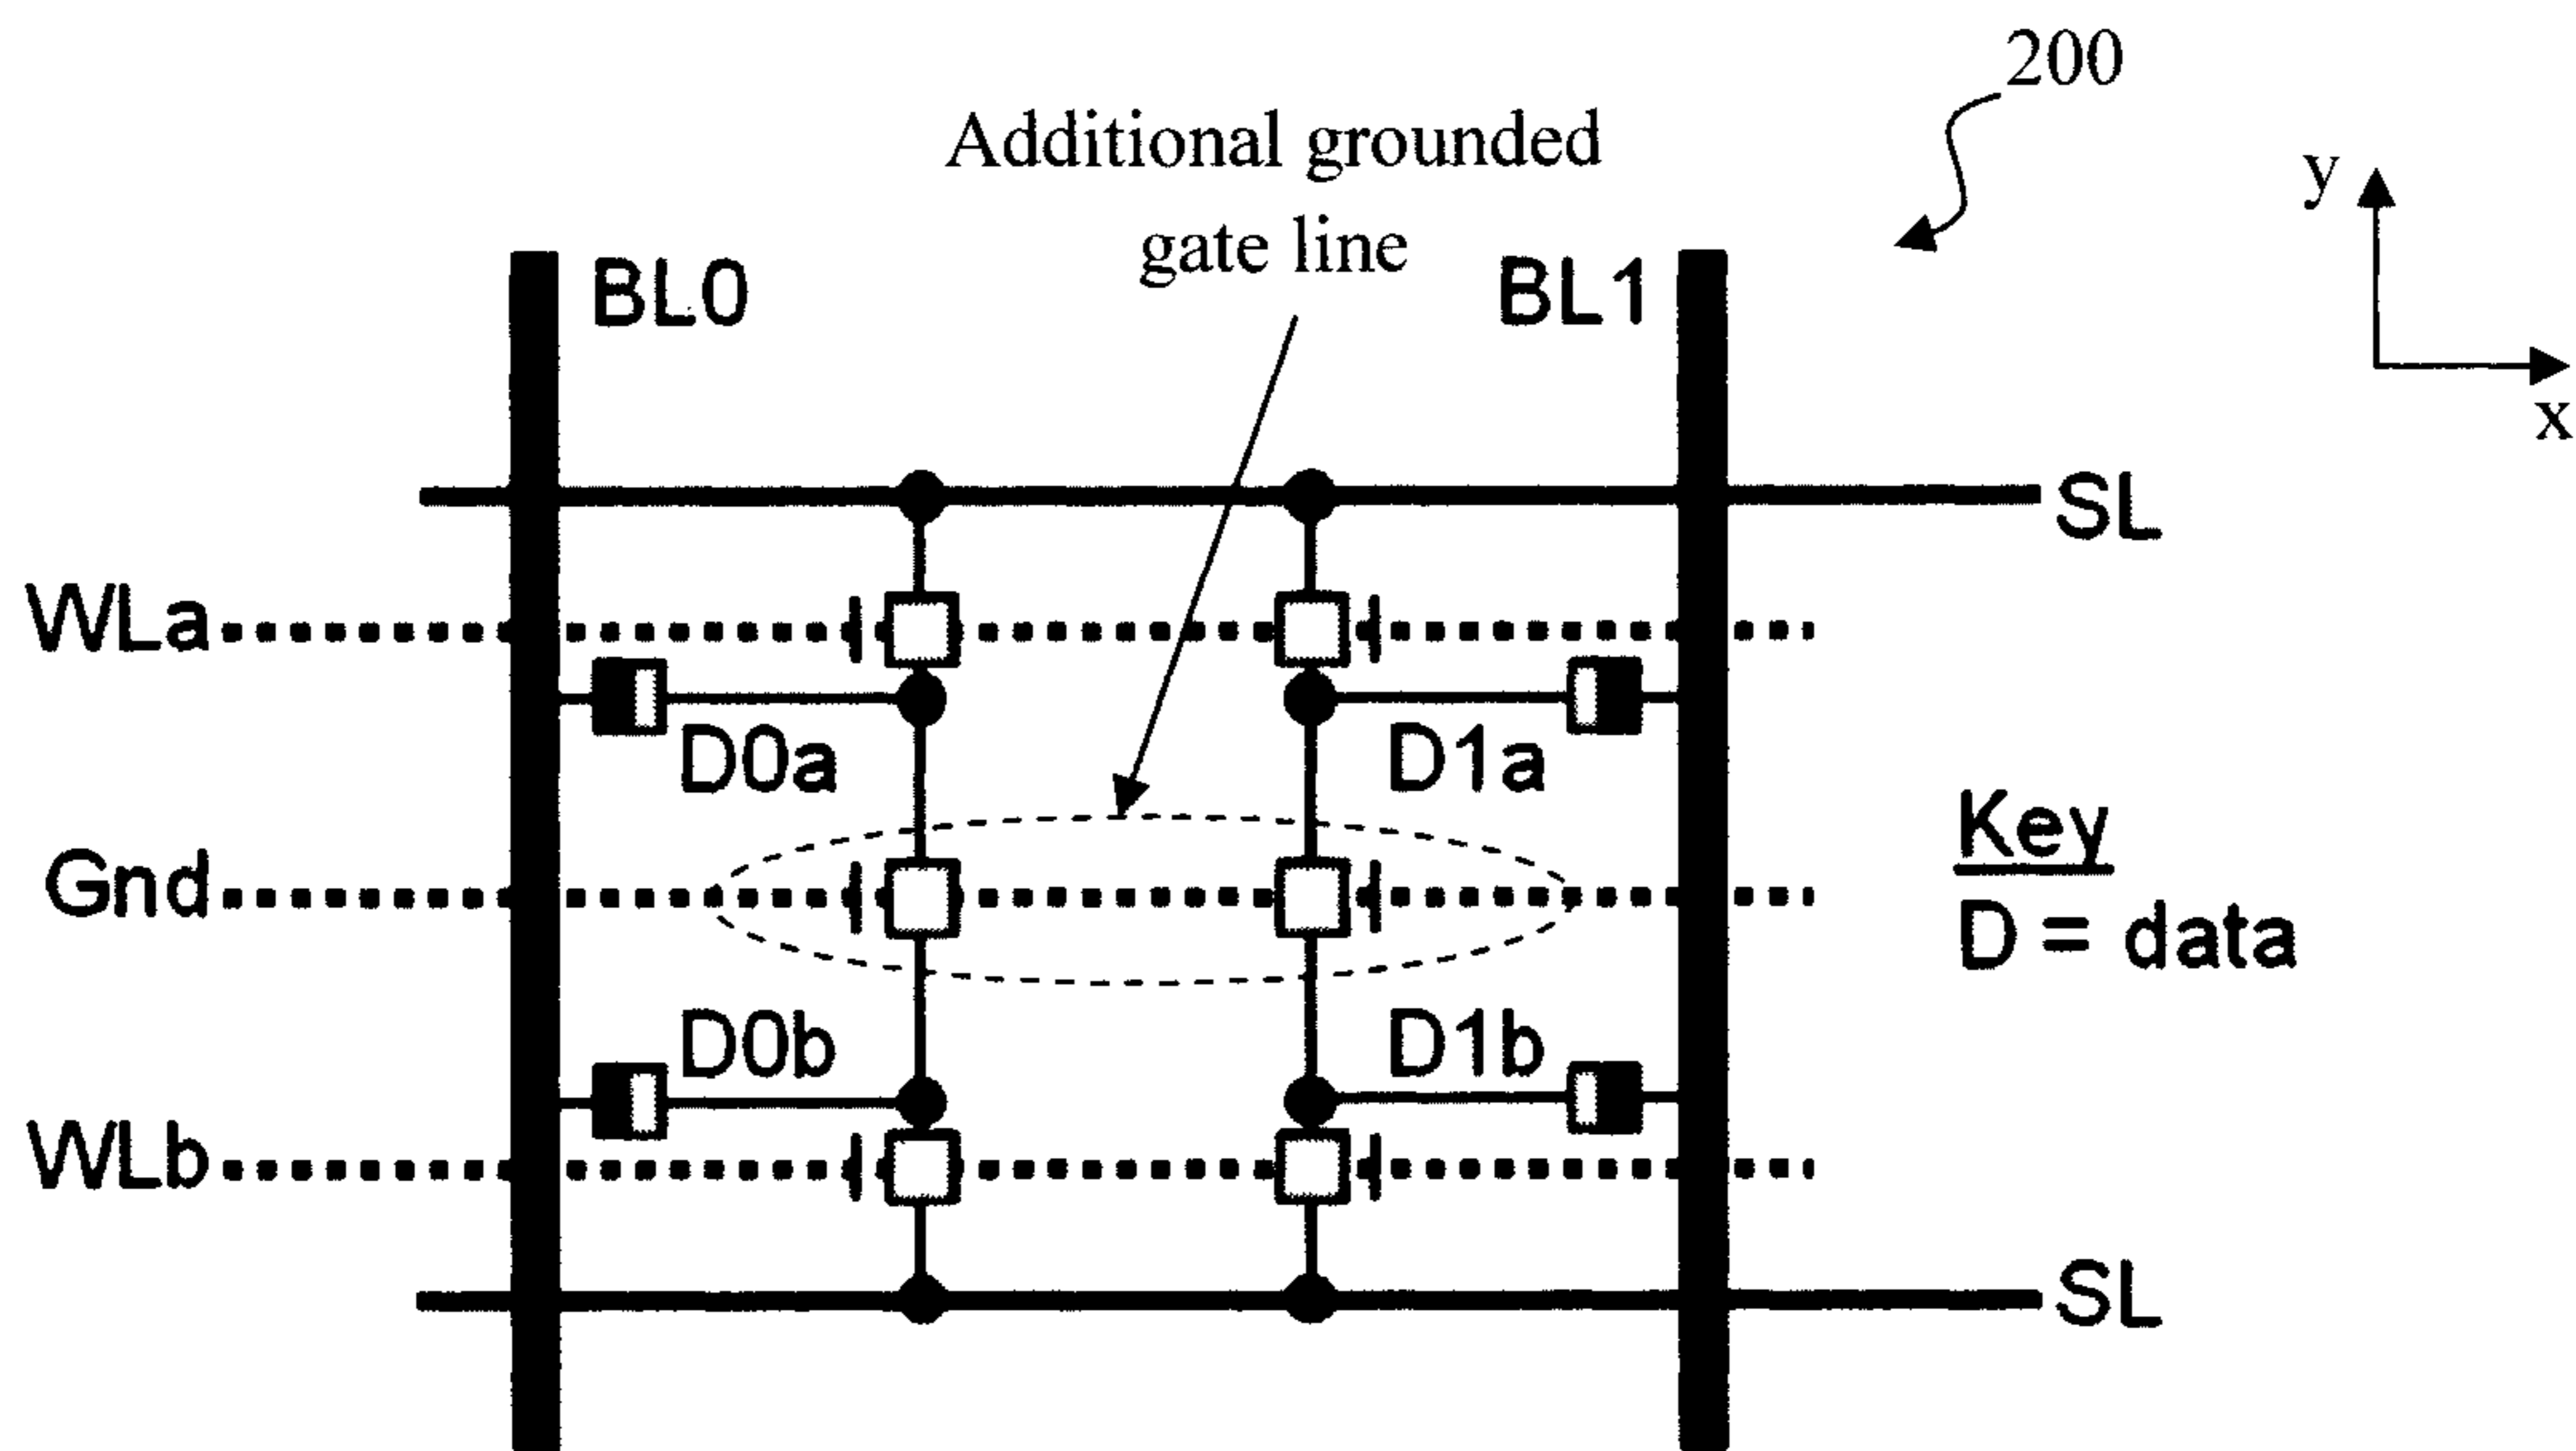 200
Additional grounded
gate line
y
x
BL0
BL1
SL
WLa
D0a
D1a
Gnd
Key
D = data
D0b
D1b
WLb
SL